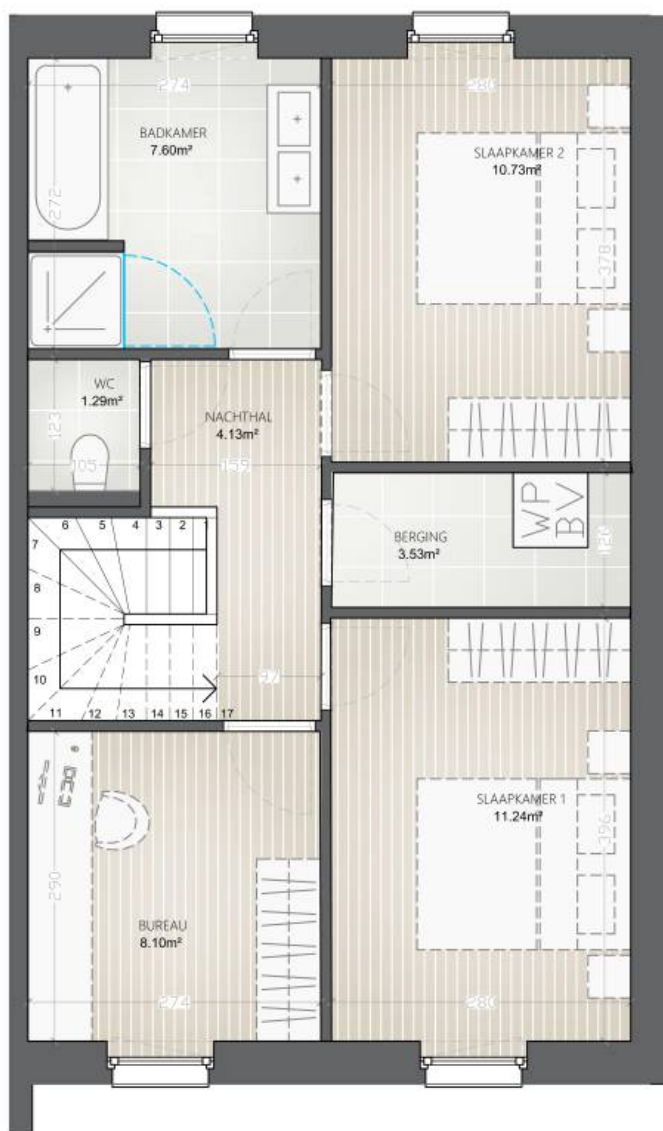 274
280
BADKAMER
7.60m²
SLAAPKAMER 2
10.73m²
272
378
WC
1.29m²
123
105
NACHTHAL
4.13m²
159
WP
BV
BERGING
3.53m²
126
7 6 5 4 3 2 1
8
9
10
11 12 13 14 15 16 17
97
SLAAPKAMER 1
11.24m²
396
290
BUREAU
8.10m²
274
280